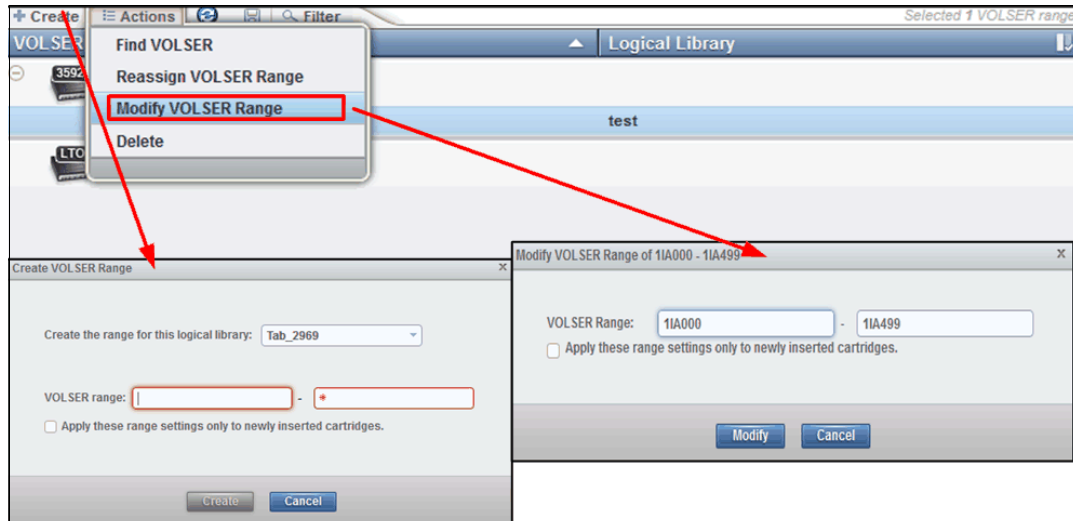 Create Actions Filter Selected 1 VOLSER range
VOLSER Logical Library
Find VOLSER
3592
Reassign VOLSER Range
Modify VOLSER Range
test
Delete
LTO
Create VOLSER Range x
Create the range for this logical library: Tab_2969
VOLSER range: - *
Apply these range settings only to newly inserted cartridges.
Create Cancel
Modify VOLSER Range of 1IA000 - 1IA499 x
VOLSER Range: 1IA000 - 1IA499
Apply these range settings only to newly inserted cartridges.
Modify Cancel